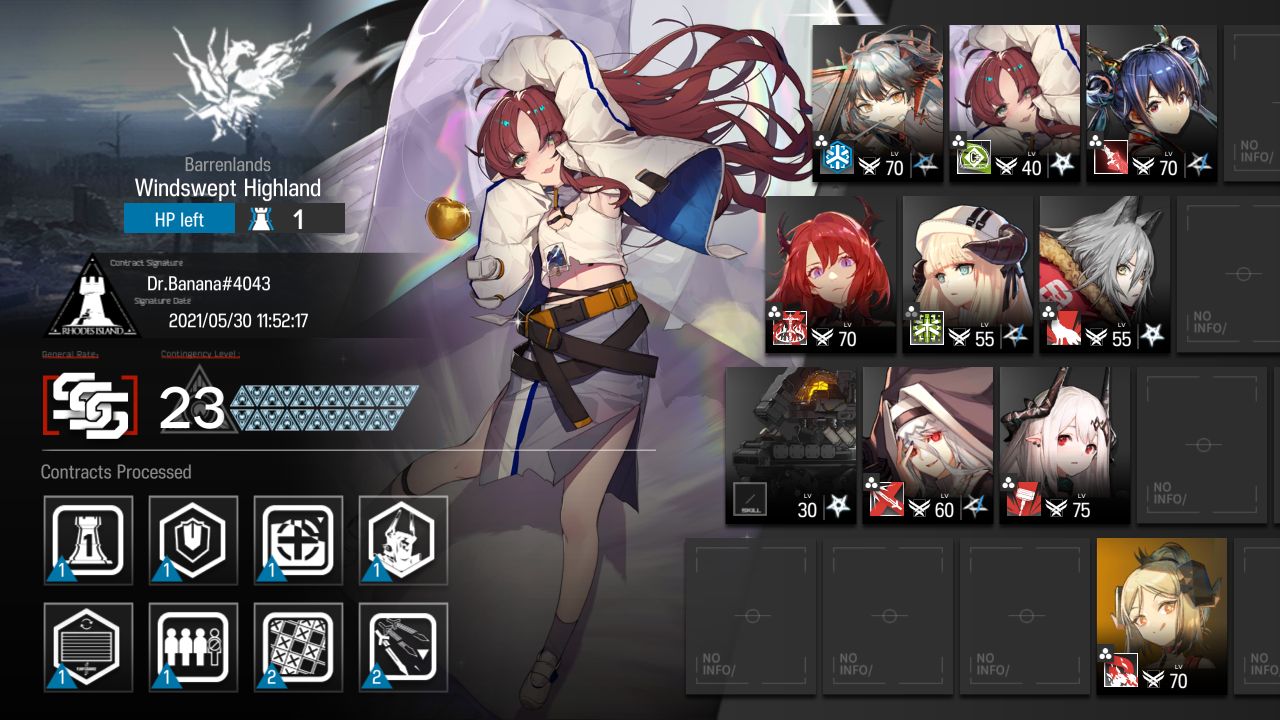 Barrenlands
Windswept Highland
HP left 1
Contract Signature
Dr.Banana#4043
Signature Date
2021/05/30 11:52:17
RHODES ISLAND
General Rate:
Contingency Level :
23
Contracts Processed
1
1
1
1
1
1
1
2
2
LV
70
LV
40
LV
70
NO
INFO/
LV
70
LV
55
LV
55
NO
INFO/
SKILL
LV
30
LV
60
LV
75
NO
INFO/
NO
INFO/
NO
INFO/
NO
INFO/
LV
70
NO
INFO/